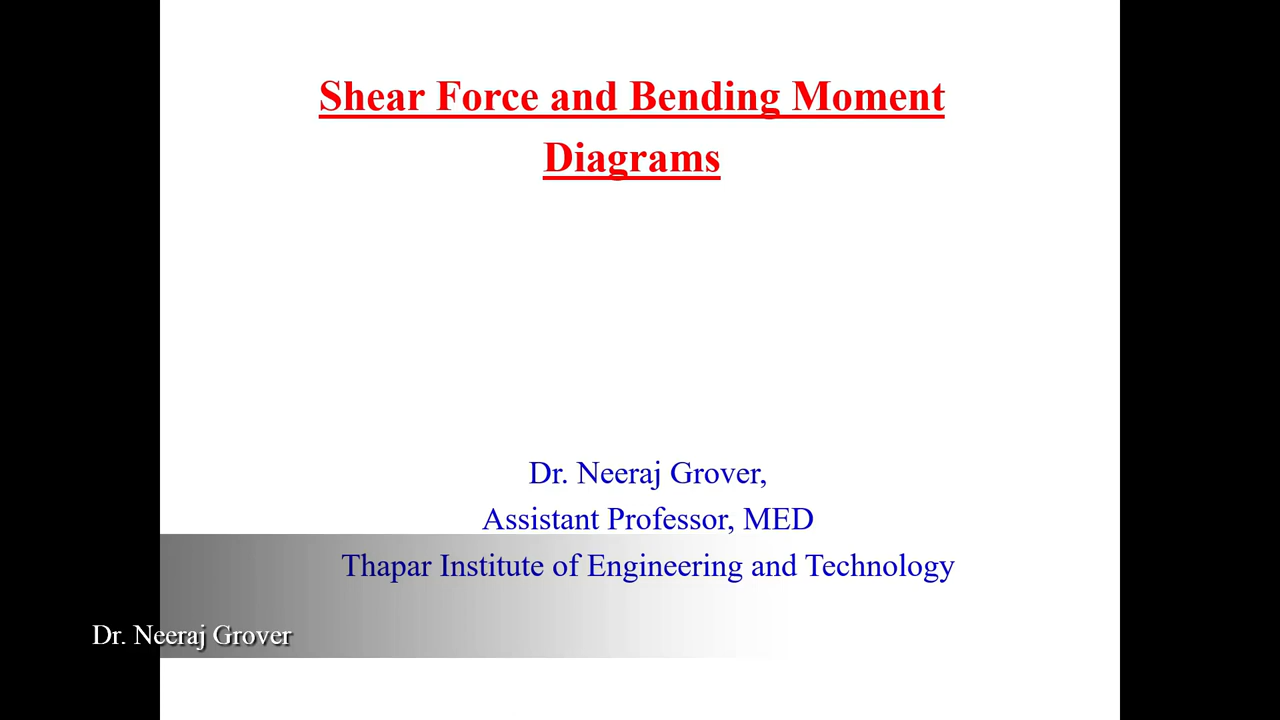 Shear Force and Bending Moment
Diagrams
Dr. Neeraj Grover,
Assistant Professor, MED
Thapar Institute of Engineering and Technology
Dr. Neeraj Grover